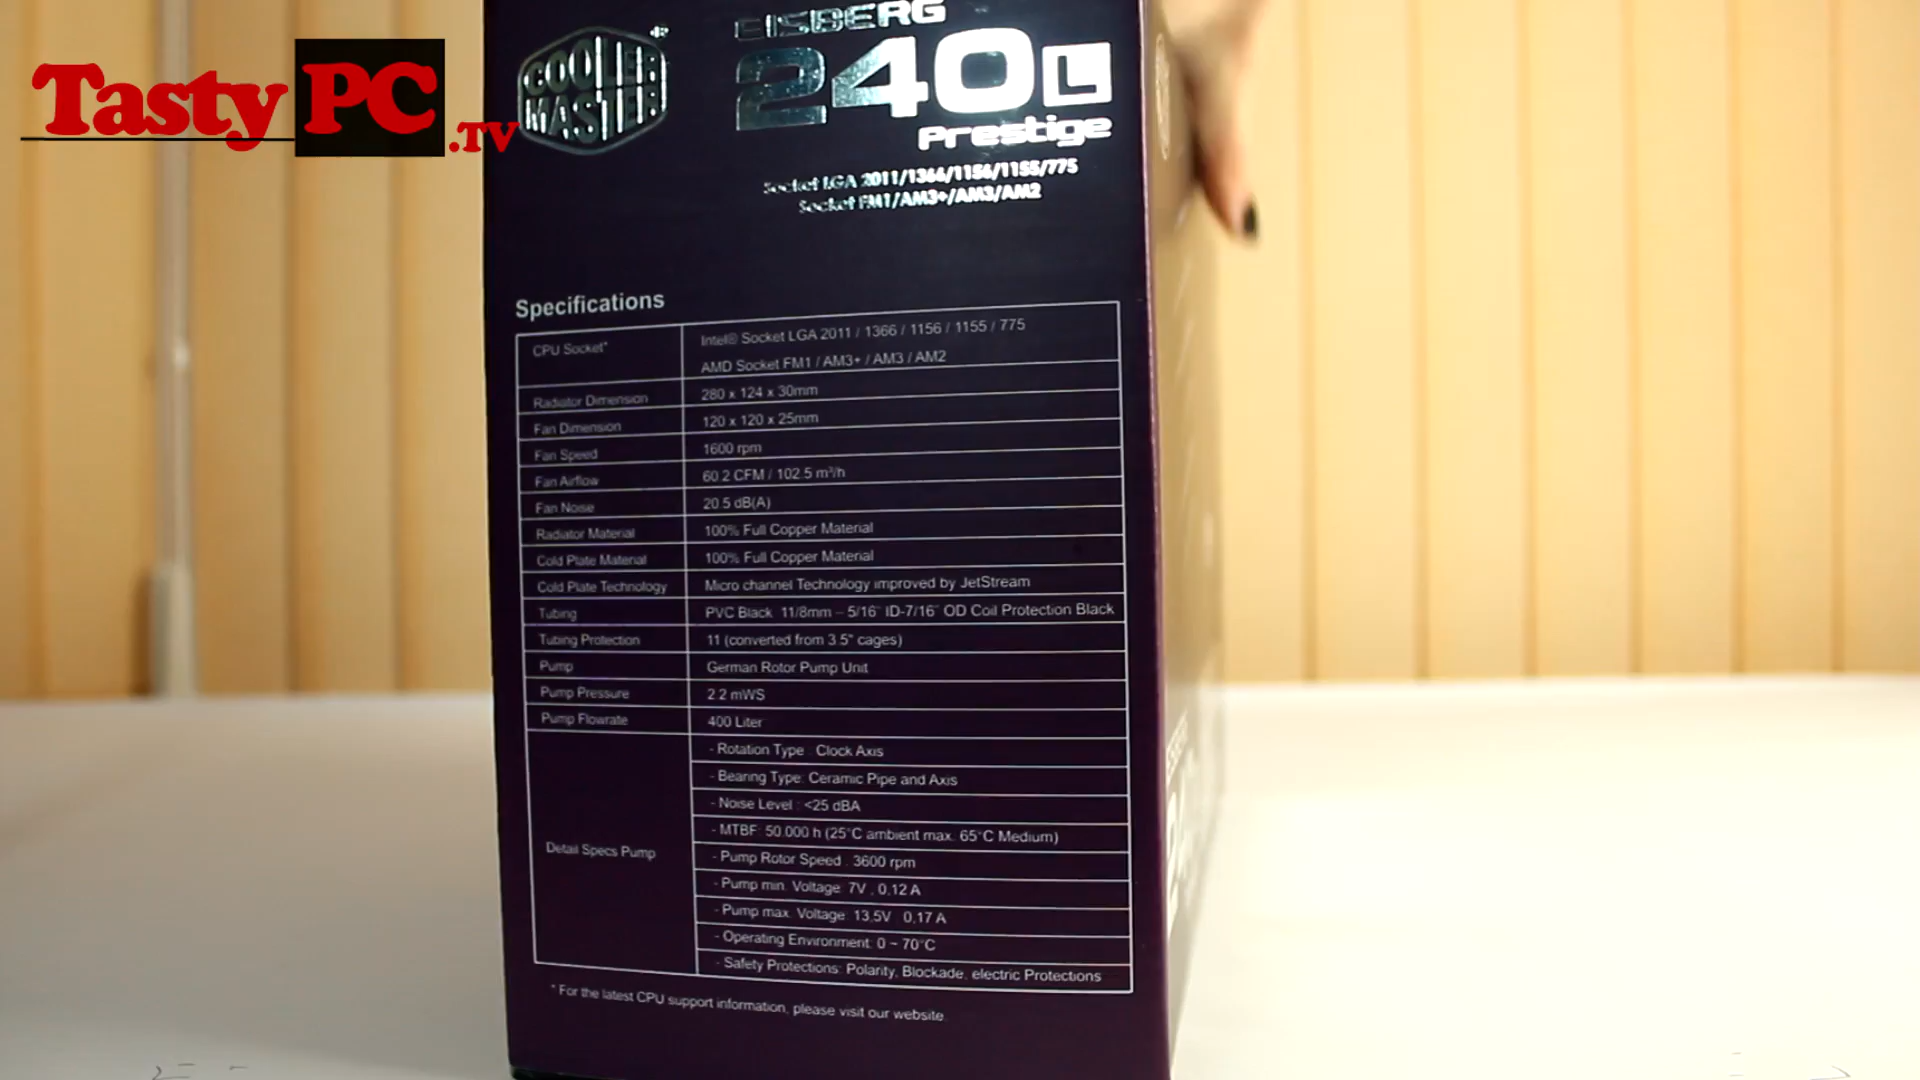 Tasty PC .TV
COOLER MASTER ®
EISBERG
240L
Prestige
Socket LGA 2011/1366/1156/1155/775
Socket FM1/AM3+/AM3/AM2
Specifications
CPU Socket* Intel® Socket LGA 2011 / 1366 / 1156 / 1155 / 775
AMD Socket FM1 / AM3+ / AM3 / AM2
Radiator Dimension 280 x 124 x 30mm
Fan Dimension 120 x 120 x 25mm
Fan Speed 1600 rpm
Fan Airflow 60.2 CFM / 102.5 m³/h
Fan Noise 20.5 dB(A)
Radiator Material 100% Full Copper Material
Cold Plate Material 100% Full Copper Material
Cold Plate Technology Micro channel Technology improved by JetStream
Tubing PVC Black 11/8mm – 5/16" ID-7/16" OD Coil Protection Black
Tubing Protection 11 (converted from 3.5" cages)
Pump German Rotor Pump Unit
Pump Pressure 2.2 mWS
Pump Flowrate 400 Liter
Detail Specs Pump - Rotation Type : Clock Axis
- Bearing Type: Ceramic Pipe and Axis
- Noise Level : <25 dBA
- MTBF: 50.000 h (25°C ambient max. 65°C Medium)
- Pump Rotor Speed : 3600 rpm
- Pump min. Voltage: 7V , 0,12 A
- Pump max. Voltage: 13,5V 0,17 A
- Operating Environment: 0 ~ 70°C
- Safety Protections: Polarity, Blockade, electric Protections
* For the latest CPU support information, please visit our website.